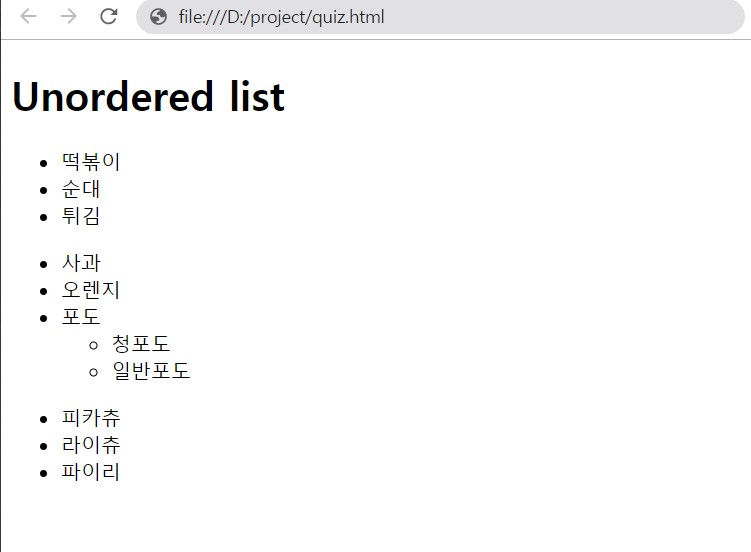 file:///D:/project/quiz.html
Unordered list
떡볶이
순대
튀김
사과
오렌지
포도
청포도
일반포도
피카츄
라이츄
파이리